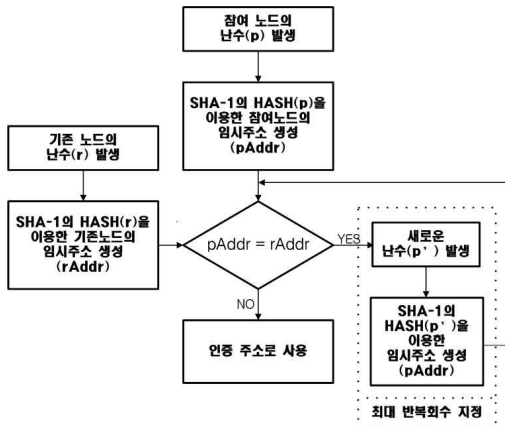 참여 노드의
난수(p) 발생
SHA-1의 HASH(p)을
이용한 참여노드의
임시주소 생성
(pAddr)
기존 노드의
난수(r) 발생
SHA-1의 HASH(r)을
이용한 기존노드의
임시주소 생성
(rAddr)
pAddr = rAddr
YES
새로운
난수(p') 발생
NO
SHA-1의
HASH(p')을
이용한
임시주소 생성
(pAddr)
인증 주소로 사용
최대 반복회수 지정